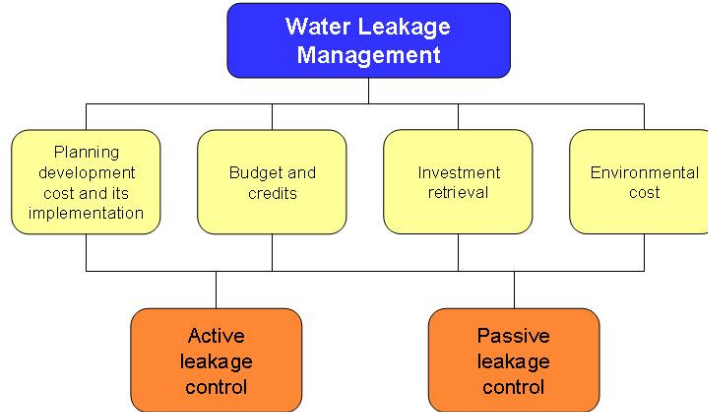 Water Leakage
Management
Planning
development
cost and its
implementation
Budget and
credits
Investment
retrieval
Environmental
cost
Active
leakage
control
Passive
leakage
control